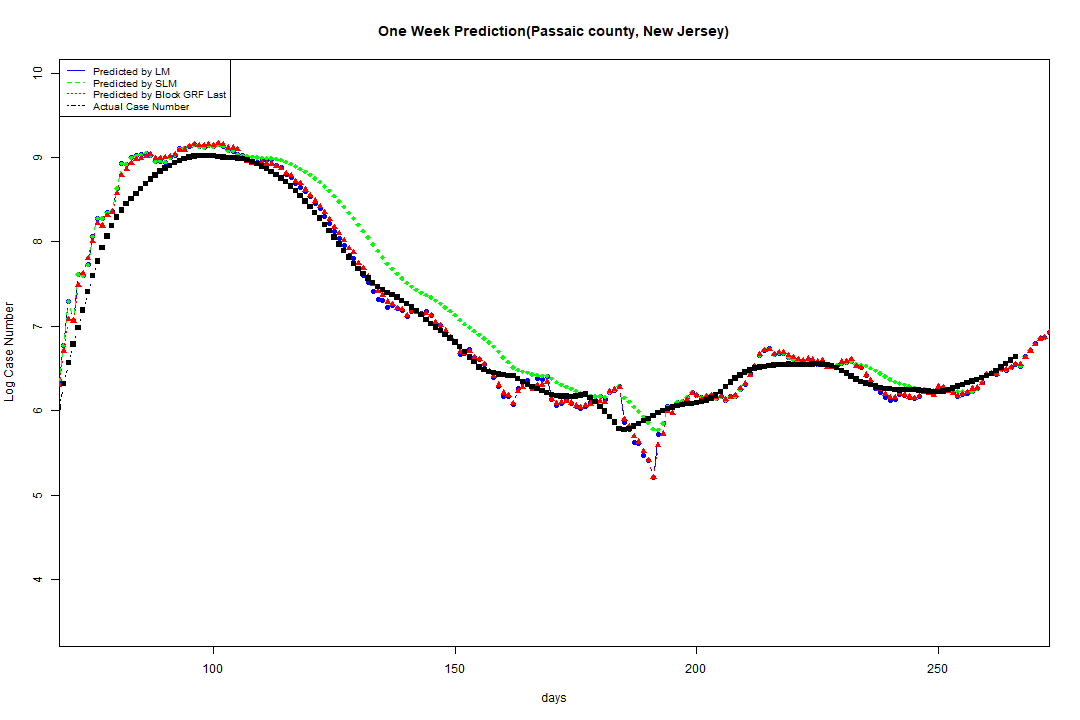 One Week Prediction(Passaic county, New Jersey)
Predicted by LM
Predicted by SLM
Predicted by Block GRF Last
Actual Case Number
10
9
8
7
6
5
4
Log Case Number
100
150
200
250
days